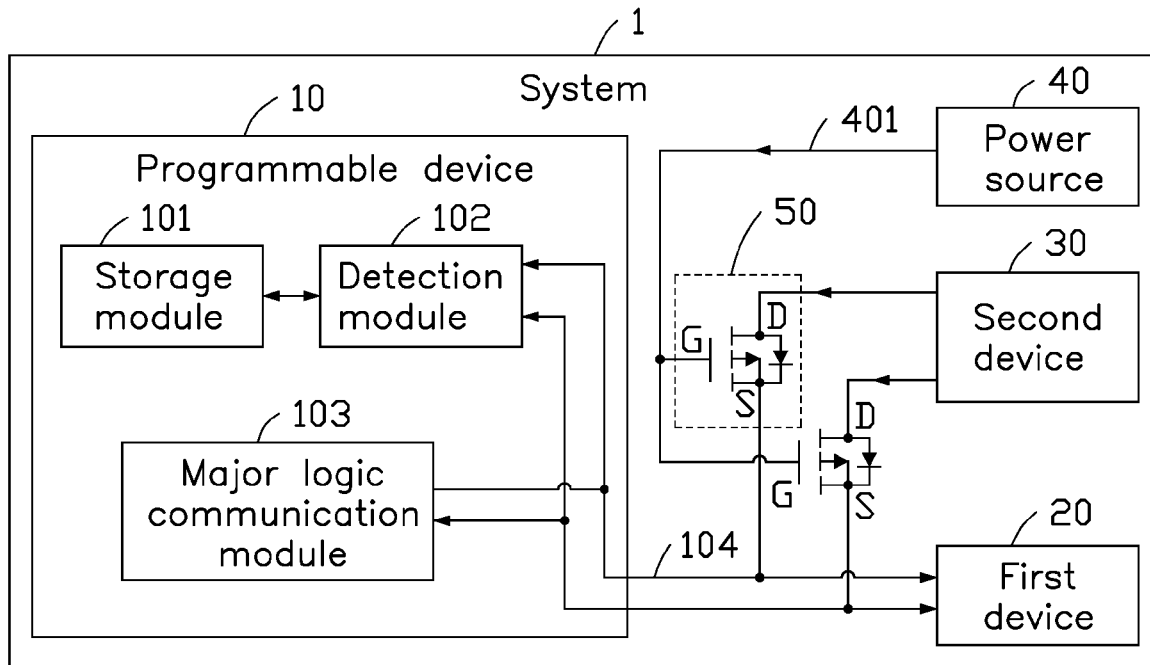 1
System
10
40
401
Power
source
Programmable device
101
102
50
30
Storage
module
Detection
module
D
G
S
Second
device
D
G
S
103
Major logic
communication
module
104
20
First
device